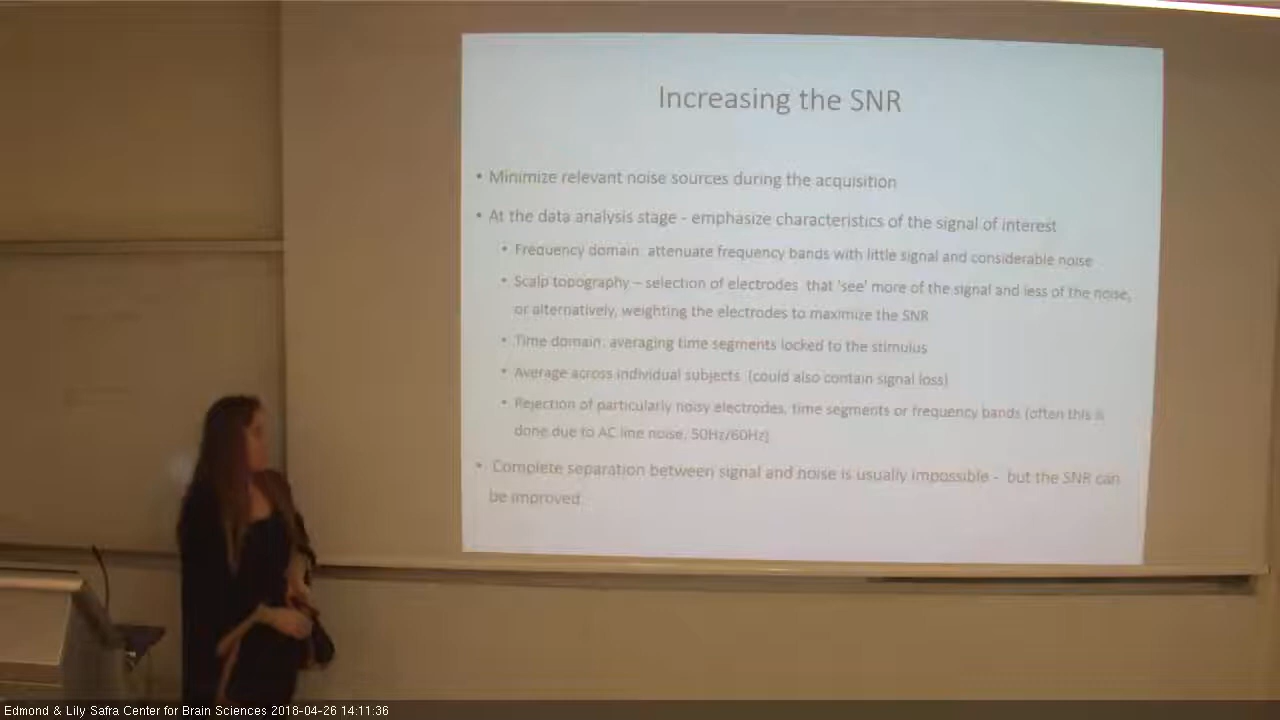 Increasing the SNR
• Minimize relevant noise sources during the acquisition
• At the data analysis stage - emphasize characteristics of the signal of interest
• Frequency domain: attenuate frequency bands with little signal and considerable noise
• Scalp topography – selection of electrodes that 'see' more of the signal and less of the noise,
or alternatively, weighting the electrodes to maximize the SNR
• Time domain: averaging time segments locked to the stimulus
• Average across individual subjects (could also contain signal loss)
• Rejection of particularly noisy electrodes, time segments or frequency bands (often this is
done due to AC line noise, 50Hz/60Hz)
• Complete separation between signal and noise is usually impossible - but the SNR can
be improved.
Edmond & Lily Safra Center for Brain Sciences 2018-04-26 14:11:36